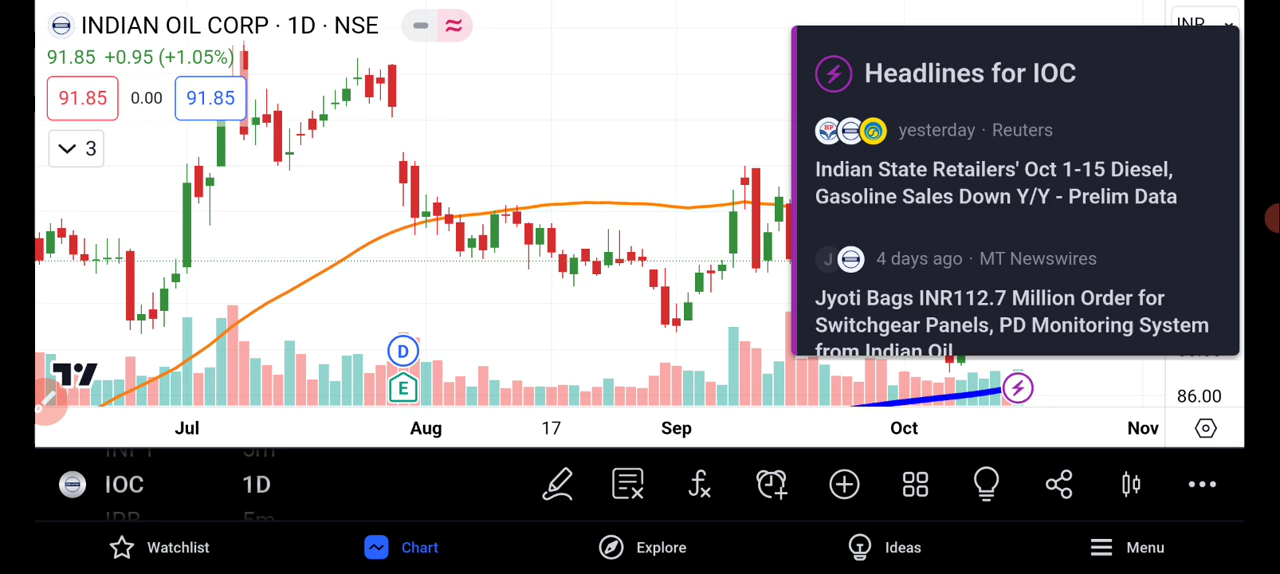 INDIAN OIL CORP · 1D · NSE
INR
91.85 +0.95 (+1.05%)
91.85 0.00 91.85
3
Headlines for IOC
yesterday · Reuters
Indian State Retailers' Oct 1-15 Diesel,
Gasoline Sales Down Y/Y - Prelim Data
J 4 days ago · MT Newswires
Jyoti Bags INR112.7 Million Order for
Switchgear Panels, PD Monitoring System
from Indian Oil
D
E
86.00
Jul Aug 17 Sep Oct Nov
5m
IOC 1D
5m
Watchlist Chart Explore Ideas Menu